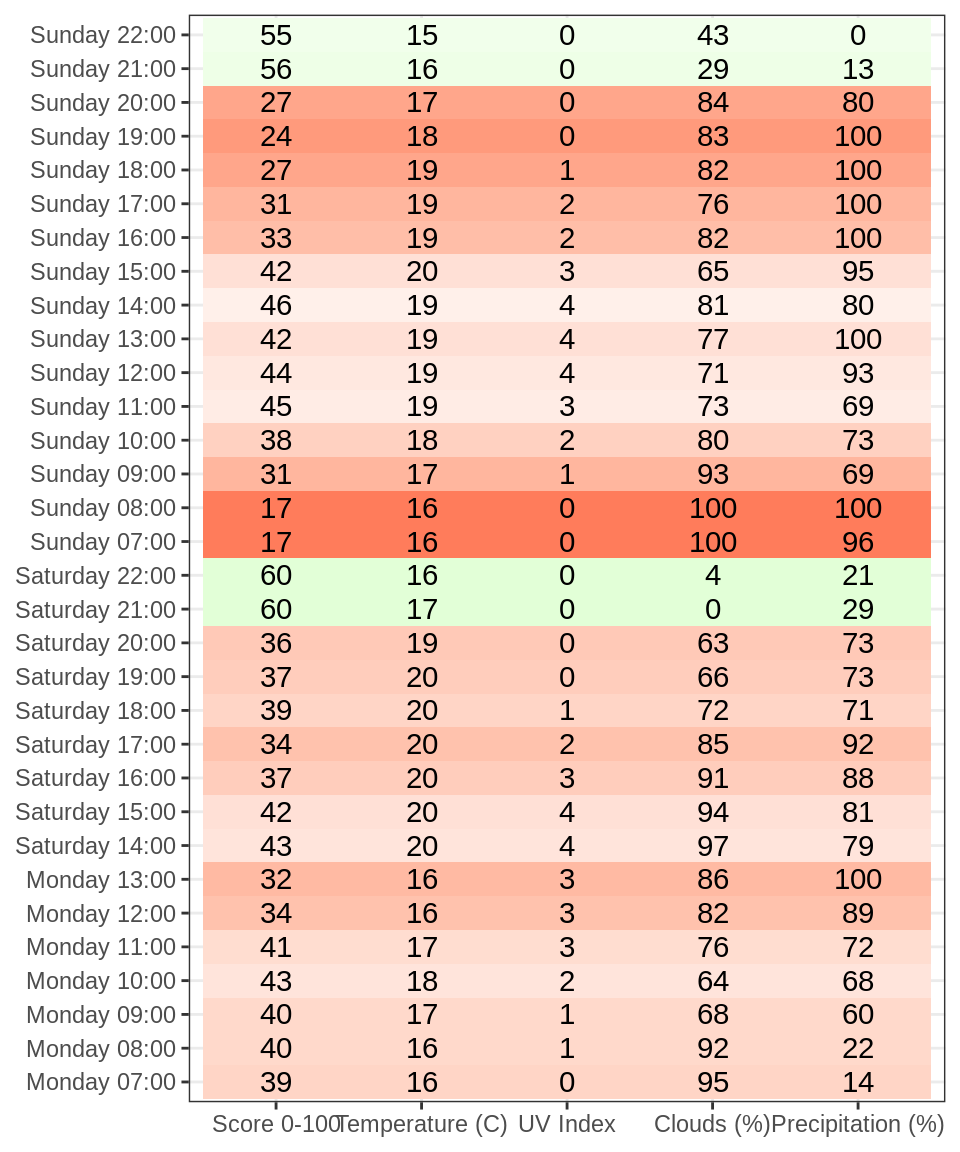 Sunday 22:00 55 15 0 43 0
Sunday 21:00 56 16 0 29 13
Sunday 20:00 27 17 0 84 80
Sunday 19:00 24 18 0 83 100
Sunday 18:00 27 19 1 82 100
Sunday 17:00 31 19 2 76 100
Sunday 16:00 33 19 2 82 100
Sunday 15:00 42 20 3 65 95
Sunday 14:00 46 19 4 81 80
Sunday 13:00 42 19 4 77 100
Sunday 12:00 44 19 4 71 93
Sunday 11:00 45 19 3 73 69
Sunday 10:00 38 18 2 80 73
Sunday 09:00 31 17 1 93 69
Sunday 08:00 17 16 0 100 100
Sunday 07:00 17 16 0 100 96
Saturday 22:00 60 16 0 4 21
Saturday 21:00 60 17 0 0 29
Saturday 20:00 36 19 0 63 73
Saturday 19:00 37 20 0 66 73
Saturday 18:00 39 20 1 72 71
Saturday 17:00 34 20 2 85 92
Saturday 16:00 37 20 3 91 88
Saturday 15:00 42 20 4 94 81
Saturday 14:00 43 20 4 97 79
Monday 13:00 32 16 3 86 100
Monday 12:00 34 16 3 82 89
Monday 11:00 41 17 3 76 72
Monday 10:00 43 18 2 64 68
Monday 09:00 40 17 1 68 60
Monday 08:00 40 16 1 92 22
Monday 07:00 39 16 0 95 14
Score 0-100 Temperature (C) UV Index Clouds (%) Precipitation (%)